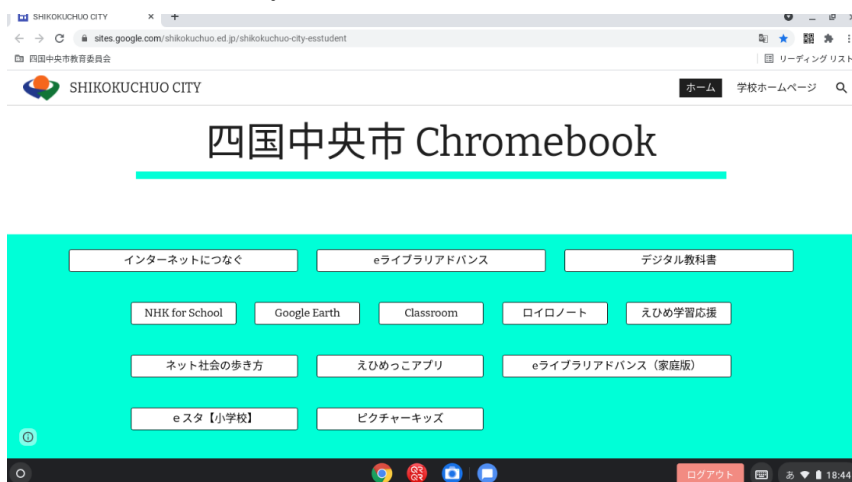 SHIKOKUCHUO CITY
sites.google.com/shikokuchuo.ed.jp/shikokuchuo-city-esstudent
四国中央市教育委員会
リーディング リスト
SHIKOKUCHUO CITY
ホーム 学校ホームページ
四国中央市 Chromebook
インターネットにつなぐ eライブラリアドバンス デジタル教科書
NHK for School Google Earth Classroom ロイロノート えひめ学習応援
ネット社会の歩き方 えひめっこアプリ eライブラリアドバンス（家庭版）
eスタ【小学校】 ピクチャーキッズ
ログアウト あ 18:44